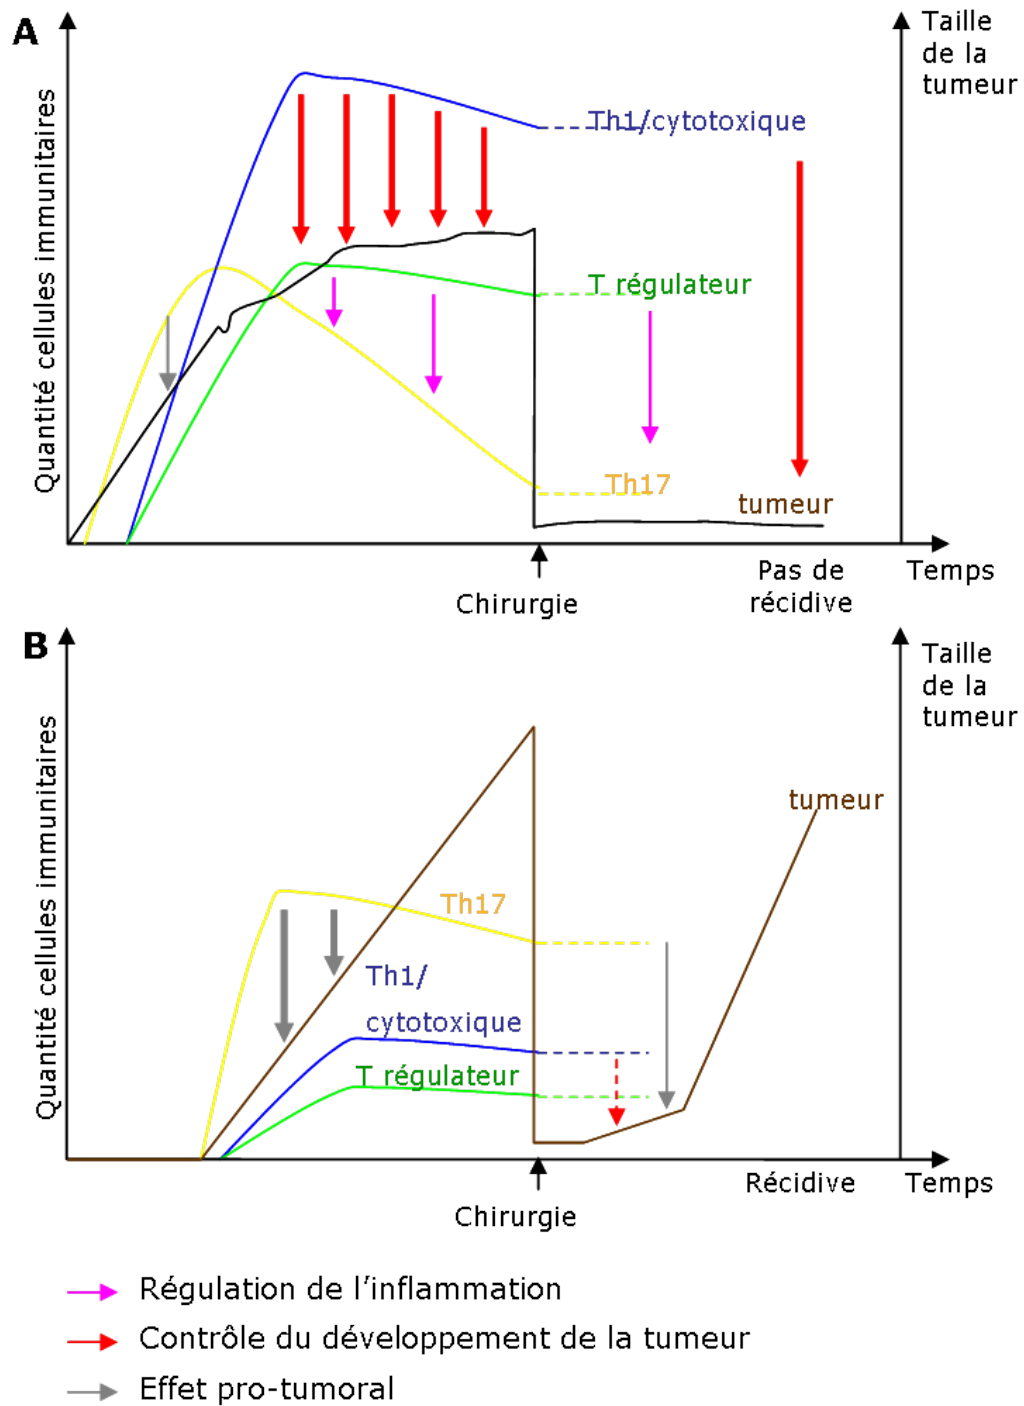 A
Taille
de la
tumeur
Quantité cellules immunitaires
Th1/cytotoxique
T régulateur
Th17
tumeur
Pas de
récidive
Temps
Chirurgie
B
Taille
de la
tumeur
Quantité cellules immunitaires
tumeur
Th17
Th1/
cytotoxique
T régulateur
Récidive
Temps
Chirurgie
Régulation de l’inflammation
Contrôle du développement de la tumeur
Effet pro-tumoral